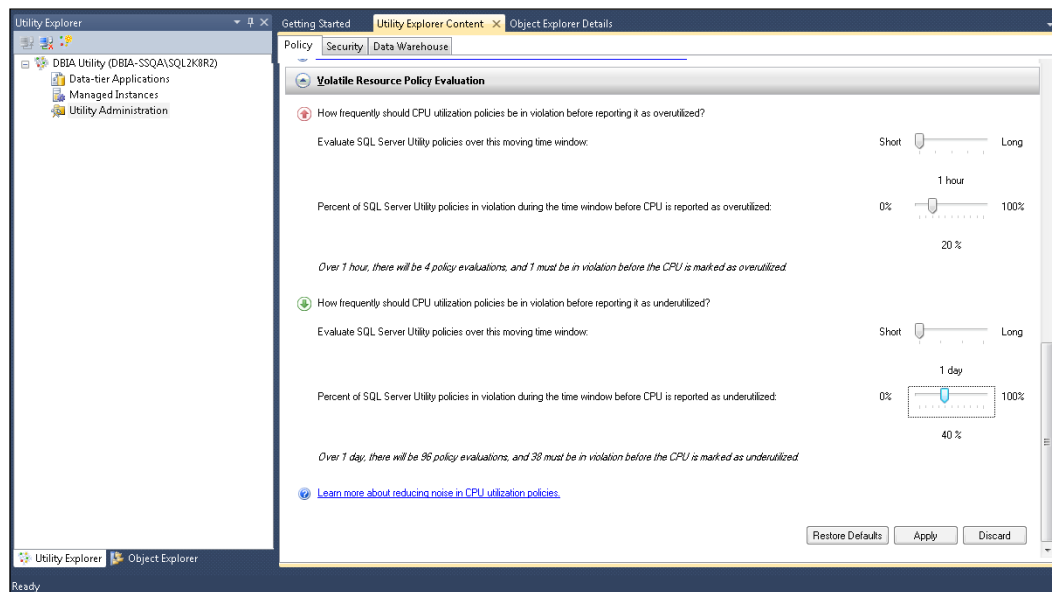 Utility Explorer
Getting Started
Utility Explorer Content
Object Explorer Details
Policy
Security
Data Warehouse
DBIA Utility (DBIA-SSQA\SQL2K8R2)
Data-tier Applications
Managed Instances
Utility Administration
Volatile Resource Policy Evaluation
How frequently should CPU utilization policies be in violation before reporting it as overutilized?
Evaluate SQL Server Utility policies over this moving time window:
Short
Long
1 hour
Percent of SQL Server Utility policies in violation during the time window before CPU is reported as overutilized:
0%
100%
20 %
Over 1 hour, there will be 4 policy evaluations, and 1 must be in violation before the CPU is marked as overutilized.
How frequently should CPU utilization policies be in violation before reporting it as underutilized?
Evaluate SQL Server Utility policies over this moving time window:
Short
Long
1 day
Percent of SQL Server Utility policies in violation during the time window before CPU is reported as underutilized:
0%
100%
40 %
Over 1 day, there will be 96 policy evaluations, and 38 must be in violation before the CPU is marked as underutilized.
Learn more about reducing noise in CPU utilization policies.
Restore Defaults
Apply
Discard
Utility Explorer
Object Explorer
Ready